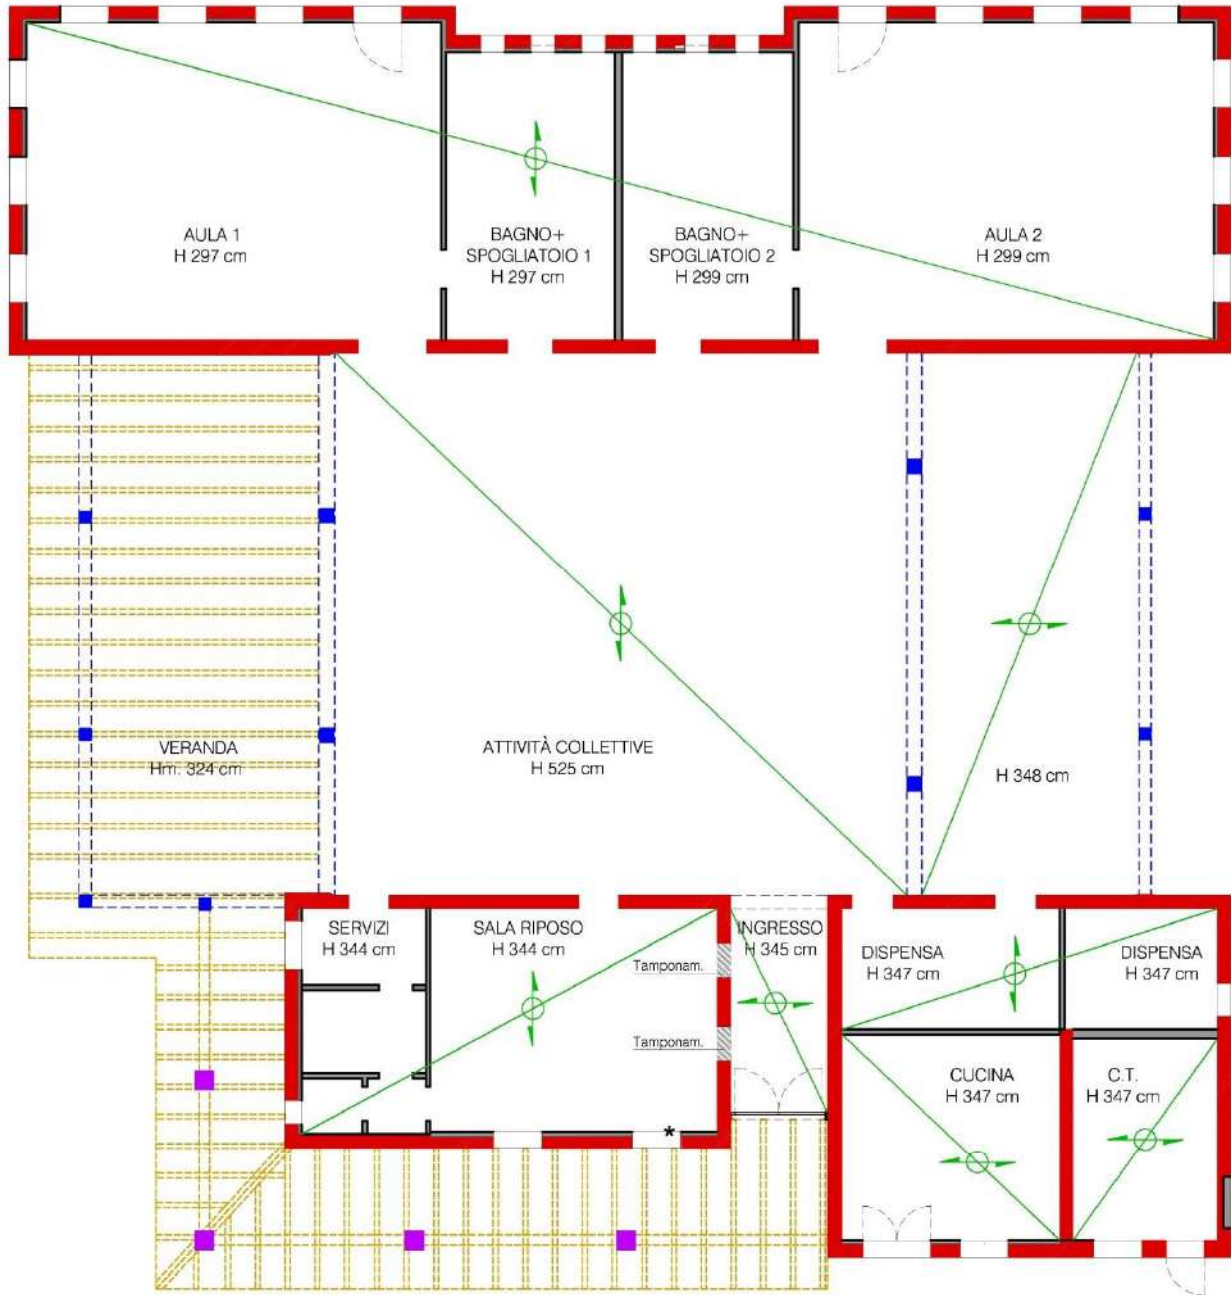 AULA 1
H 297 cm
BAGNO+
SPOGLIATOIO 1
H 297 cm
BAGNO+
SPOGLIATOIO 2
H 299 cm
AULA 2
H 299 cm
VERANDA
Hm. 324 cm
ATTIVITÀ COLLETTIVE
H 525 cm
H 348 cm
SERVIZI
H 344 cm
SALA RIPOSO
H 344 cm
Tamponam.
Tamponam.
*
INGRESSO
H 345 cm
DISPENSA
H 347 cm
DISPENSA
H 347 cm
CUCINA
H 347 cm
C.T.
H 347 cm